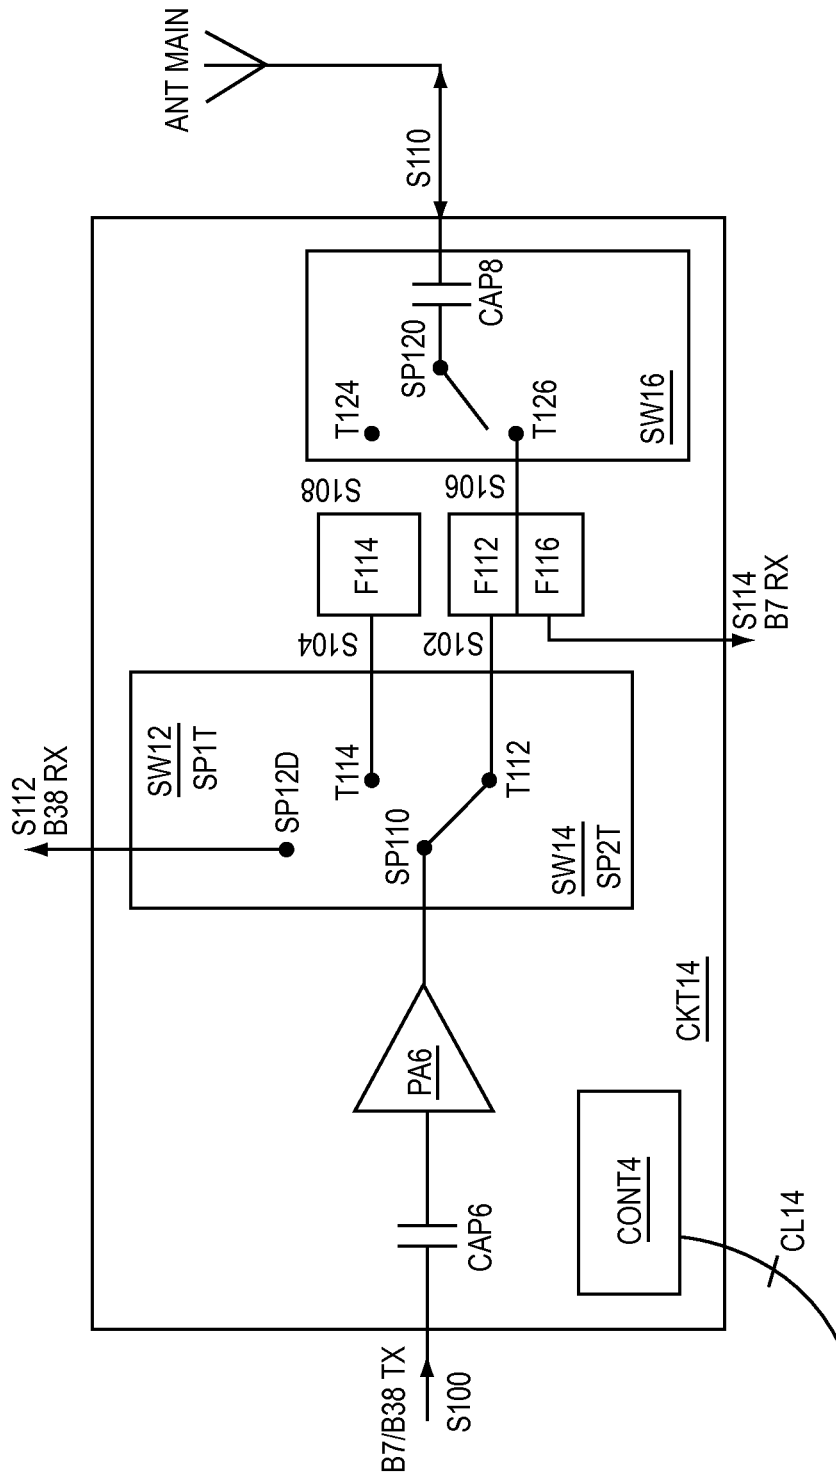 ANT MAIN
S110
CAP8
SP120
T124
T126
SW16
S108
S106
F114
F112
F116
S104
S102
S114
B7 RX
S112
B38 RX
SW12
SP1T
SP12D
T114
T112
SP110
SW14
SP2T
PA6
CKT14
CAP6
CONT4
CL14
B7/B38 TX
S100